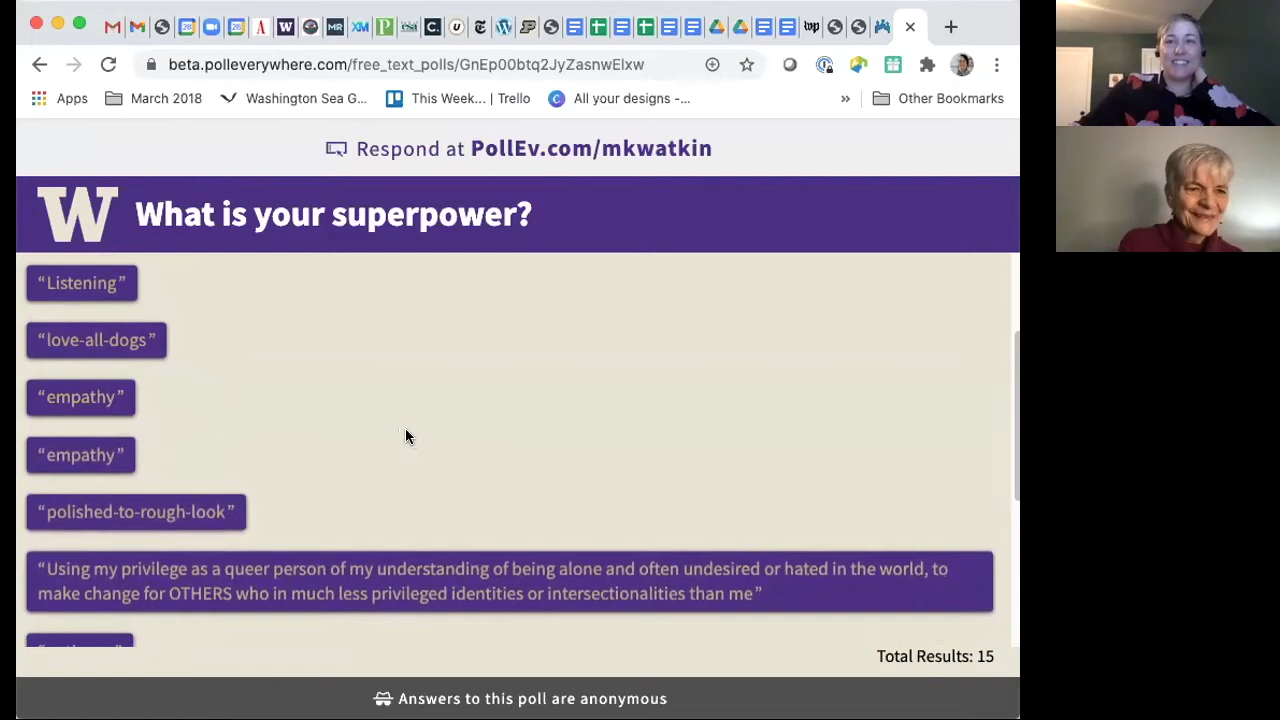 beta.polleverywhere.com/free_text_polls/GnEp00btq2JyZasnwElxw
Apps March 2018 Washington Sea G... This Week... | Trello All your designs -... » Other Bookmarks
Respond at PollEv.com/mkwatkin
W What is your superpower?
“Listening”
“love-all-dogs”
“empathy”
“empathy”
“polished-to-rough-look”
“Using my privilege as a queer person of my understanding of being alone and often undesired or hated in the world, to
make change for OTHERS who in much less privileged identities or intersectionalities than me”
Total Results: 15
Answers to this poll are anonymous